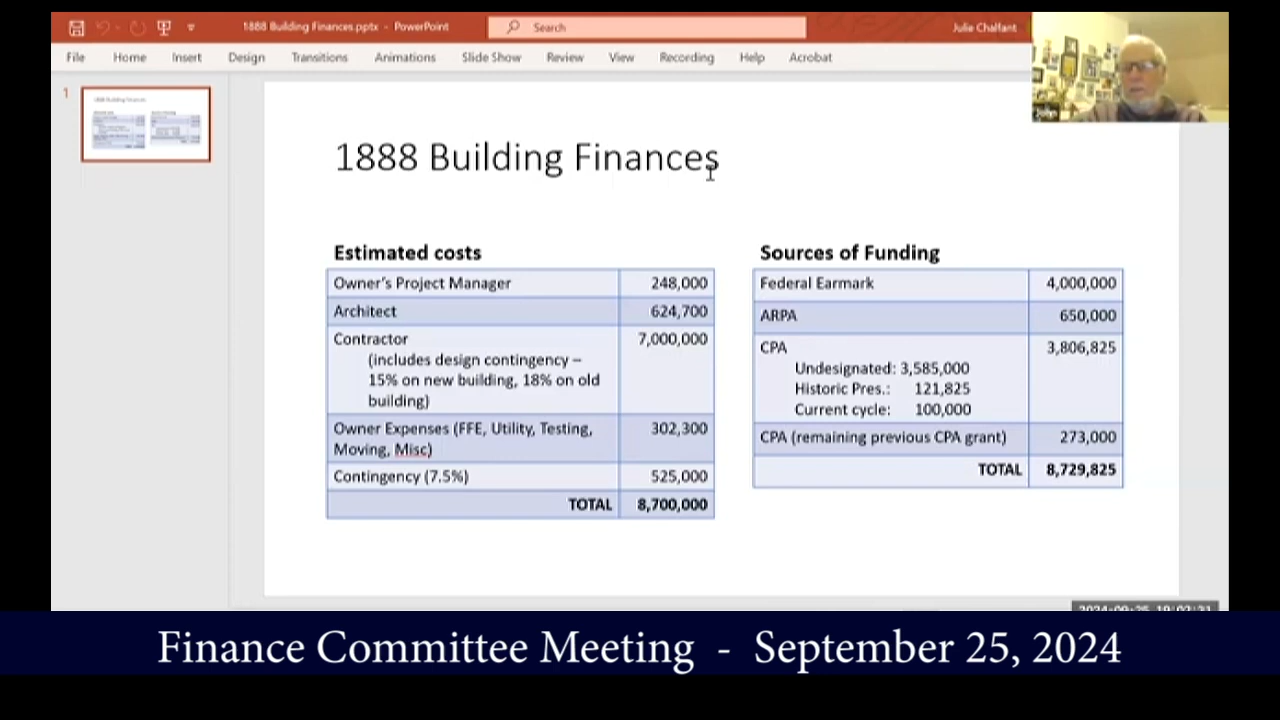 1888 Building Finances.pptx - PowerPoint
Search
Julie Chalfant
File Home Insert Design Transitions Animations Slide Show Review View Recording Help Acrobat
1
1888 Building Finances
Estimated costs
Owner's Project Manager 248,000
Architect 624,700
Contractor 7,000,000
(includes design contingency –
15% on new building, 18% on old
building)
Owner Expenses (FFE, Utility, Testing, 302,300
Moving, Misc)
Contingency (7.5%) 525,000
TOTAL 8,700,000
Sources of Funding
Federal Earmark 4,000,000
ARPA 650,000
CPA 3,806,825
Undesignated: 3,585,000
Historic Pres.: 121,825
Current cycle: 100,000
CPA (remaining previous CPA grant) 273,000
TOTAL 8,729,825
Finance Committee Meeting - September 25, 2024